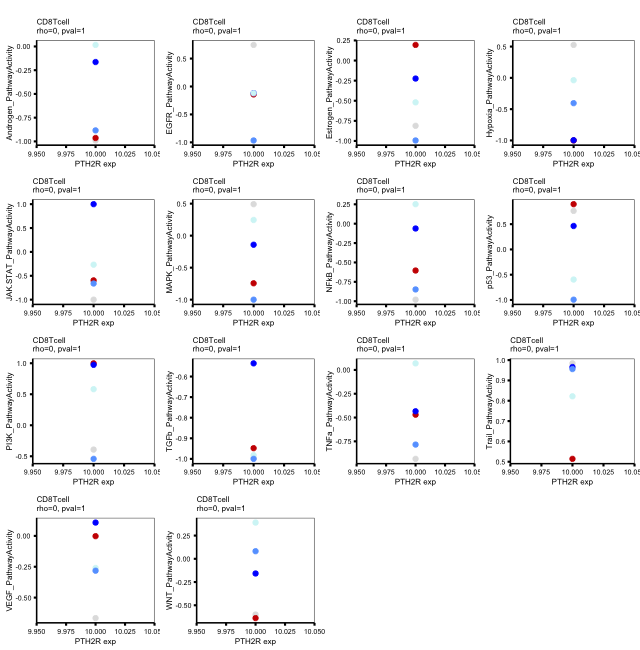 CD8Tcell
rho=0, pval=1
Androgen_PathwayActivity
0.00
-0.25
-0.50
-0.75
-1.00
9.950 9.975 10.000 10.025 10.05
PTH2R exp
CD8Tcell
rho=0, pval=1
EGFR_PathwayActivity
0.5
0.0
-0.5
-1.0
9.950 9.975 10.000 10.025 10.05
PTH2R exp
CD8Tcell
rho=0, pval=1
Estrogen_PathwayActivity
0.25
0.00
-0.25
-0.50
-0.75
-1.00
9.950 9.975 10.000 10.025 10.05
PTH2R exp
CD8Tcell
rho=0, pval=1
Hypoxia_PathwayActivity
0.5
0.0
-0.5
-1.0
9.950 9.975 10.000 10.025 10.05
PTH2R exp
CD8Tcell
rho=0, pval=1
JAK.STAT_PathwayActivity
1.0
0.5
0.0
-0.5
-1.0
9.950 9.975 10.000 10.025 10.05
PTH2R exp
CD8Tcell
rho=0, pval=1
MAPK_PathwayActivity
0.5
0.0
-0.5
-1.0
9.950 9.975 10.000 10.025 10.05
PTH2R exp
CD8Tcell
rho=0, pval=1
NFkB_PathwayActivity
0.25
0.00
-0.25
-0.50
-0.75
-1.00
9.950 9.975 10.000 10.025 10.05
PTH2R exp
CD8Tcell
rho=0, pval=1
p53_PathwayActivity
0.5
0.0
-0.5
-1.0
9.950 9.975 10.000 10.025 10.05
PTH2R exp
CD8Tcell
rho=0, pval=1
PI3K_PathwayActivity
1.0
0.5
0.0
-0.5
9.950 9.975 10.000 10.025 10.05
PTH2R exp
CD8Tcell
rho=0, pval=1
TGFb_PathwayActivity
-0.6
-0.7
-0.8
-0.9
-1.0
9.950 9.975 10.000 10.025 10.05
PTH2R exp
CD8Tcell
rho=0, pval=1
TNFa_PathwayActivity
0.00
-0.25
-0.50
-0.75
9.950 9.975 10.000 10.025 10.05
PTH2R exp
CD8Tcell
rho=0, pval=1
Trail_PathwayActivity
1.0
0.9
0.8
0.7
0.6
0.5
9.950 9.975 10.000 10.025 10.05
PTH2R exp
CD8Tcell
rho=0, pval=1
VEGF_PathwayActivity
0.00
-0.25
-0.50
9.950 9.975 10.000 10.025 10.05
PTH2R exp
CD8Tcell
rho=0, pval=1
WNT_PathwayActivity
0.25
0.00
-0.25
-0.50
9.950 9.975 10.000 10.025 10.050
PTH2R exp